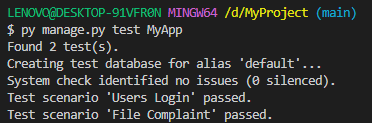 LENOVO@DESKTOP-91VFR0N MINGW64 /d/MyProject (main)
$ py manage.py test MyApp
Found 2 test(s).
Creating test database for alias 'default'...
System check identified no issues (0 silenced).
Test scenario 'Users Login' passed.
Test scenario 'File Complaint' passed.